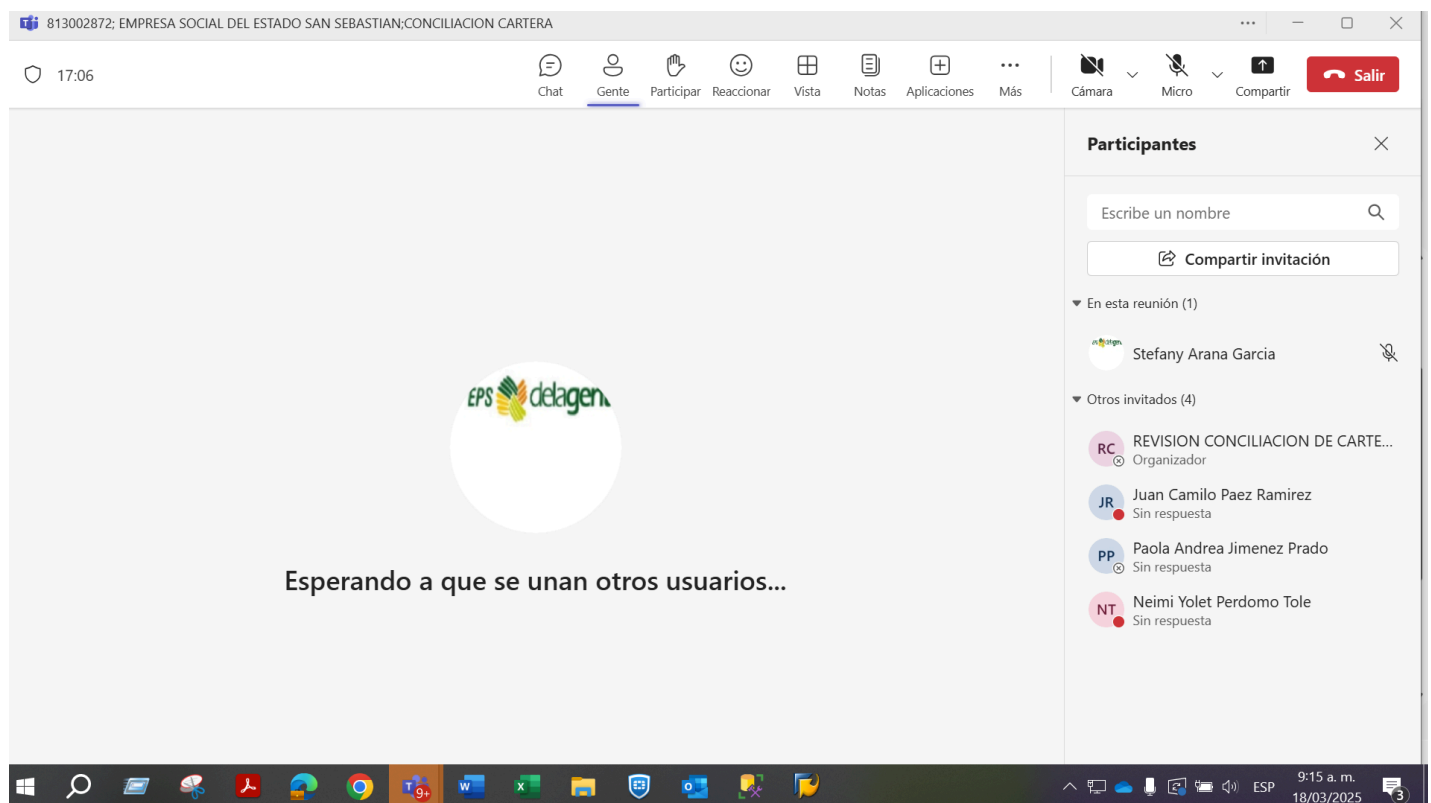 813002872; EMPRESA SOCIAL DEL ESTADO SAN SEBASTIAN;CONCILIACION CARTERA
17:06
Chat
Gente
Participar
Reaccionar
Vista
Notas
Aplicaciones
Más
Cámara
Micro
Compartir
Salir
Participantes
Escribe un nombre
Compartir invitación
En esta reunión (1)
Stefany Arana Garcia
Otros invitados (4)
RC
REVISION CONCILIACION DE CARTE...
Organizador
JR
Juan Camilo Paez Ramirez
Sin respuesta
PP
Paola Andrea Jimenez Prado
Sin respuesta
NT
Neimi Yolet Perdomo Tole
Sin respuesta
EPS delagen
Esperando a que se unan otros usuarios...
9+
ESP
9:15 a. m.
18/03/2025
3